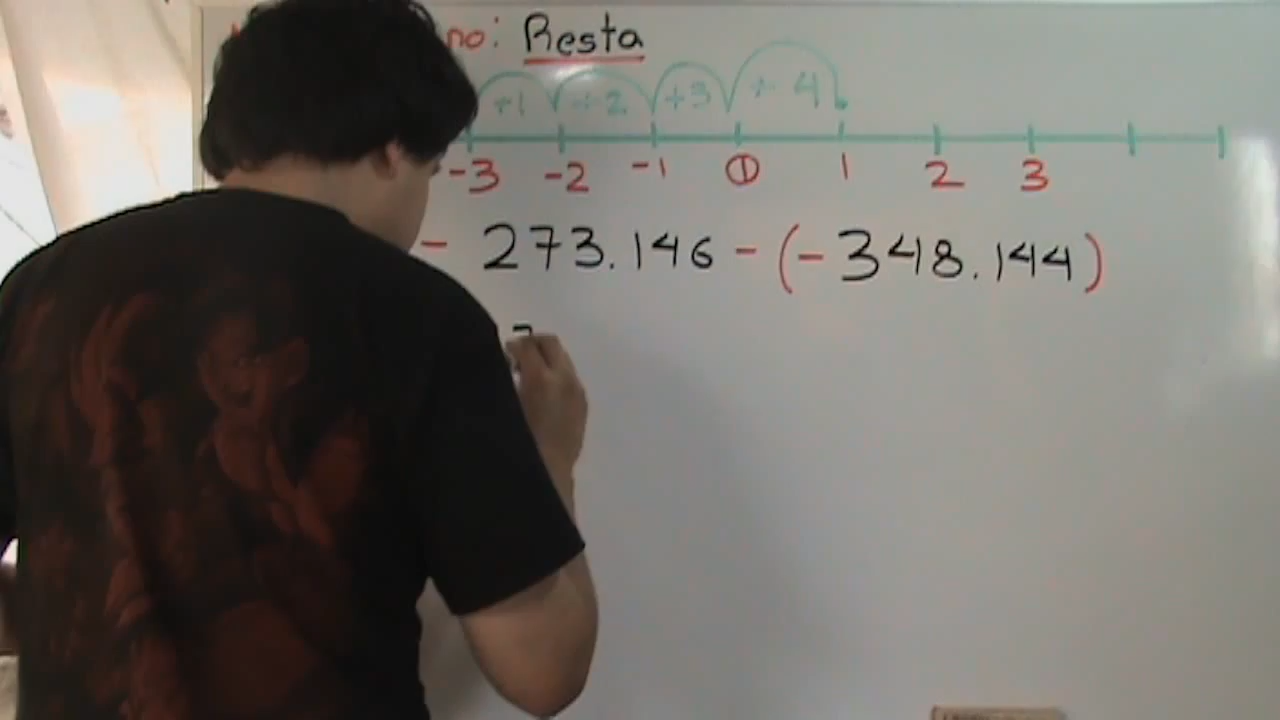 no: Resta
+1 +2 +3 +4
-3 -2 -1 0 1 2 3
- 273.146 - (-348.144)